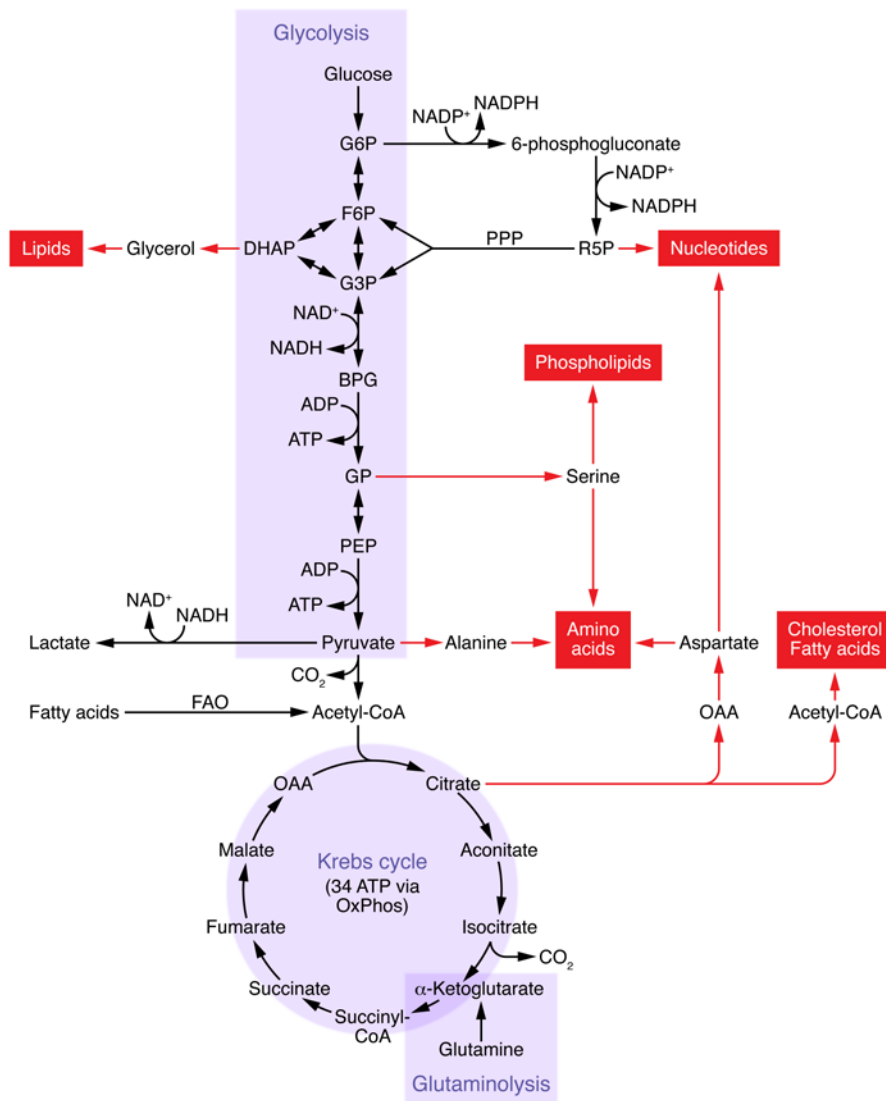 Glycolysis
Glucose
NADP⁺
NADPH
G6P
6-phosphogluconate
NADP⁺
NADPH
F6P
Lipids
Glycerol
DHAP
PPP
R5P
Nucleotides
G3P
NAD⁺
NADH
BPG
Phospholipids
ADP
ATP
GP
Serine
PEP
ADP
ATP
NAD⁺
NADH
Lactate
Pyruvate
Alanine
Amino
acids
Aspartate
Cholesterol
Fatty acids
CO₂
Fatty acids
FAO
Acetyl-CoA
OAA
Acetyl-CoA
OAA
Citrate
Malate
Aconitate
Krebs cycle
(34 ATP via
OxPhos)
Fumarate
Isocitrate
CO₂
Succinate
α-Ketoglutarate
Succinyl-
CoA
Glutamine
Glutaminolysis